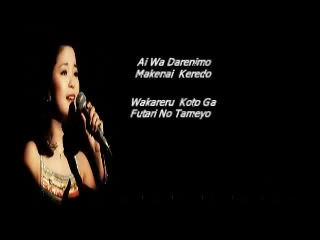 Ai Wa Darenimo
Makenai Keredo
Wakareru Koto Ga
Futari No Tameyo